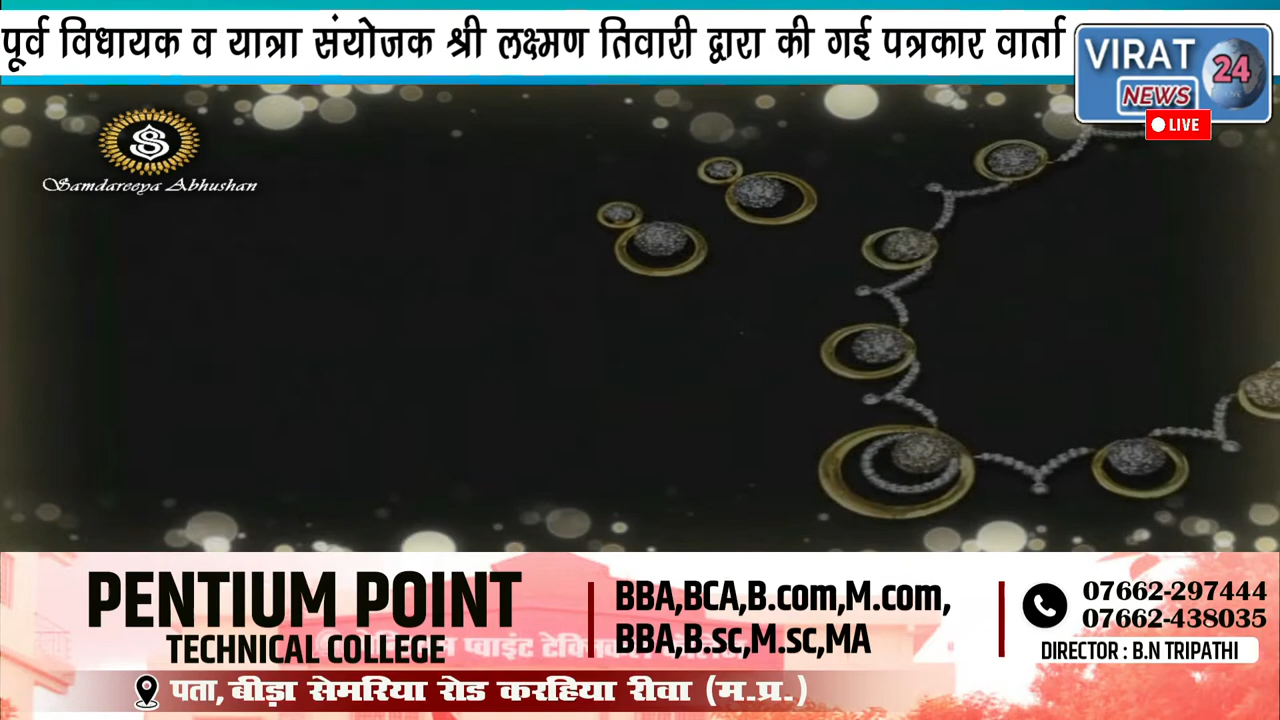 पूर्व विधायक व यात्रा संयोजक श्री लक्ष्मण तिवारी द्वारा की गई पत्रकार वार्ता
VIRAT
24
NEWS
LIVE
S
Samdareeya Abhushan
PENTIUM POINT
TECHNICAL COLLEGE
BBA,BCA,B.com,M.com,
BBA,B.sc,M.sc,MA
07662-297444
07662-438035
DIRECTOR : B.N TRIPATHI
प्वाइंट
पता, बीड़ा सेमरिया रोड करहिया रीवा (म.प्र.)